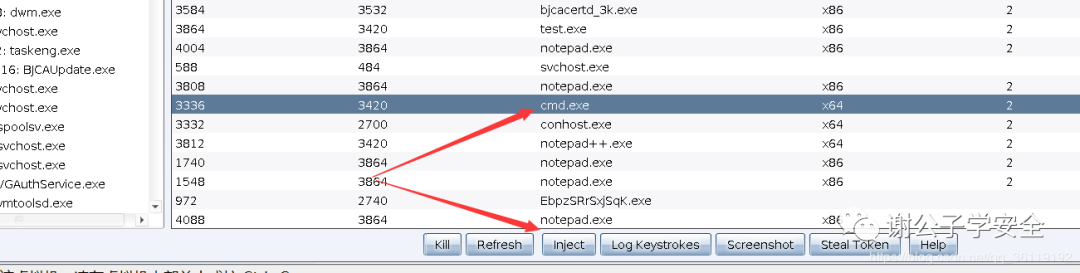 3: dwm.exe
vchost.exe
2: taskeng.exe
16: BJCAUpdate.exe
vchost.exe
vchost.exe
spoolsv.exe
svchost.exe
svchost.exe
/GAuthService.exe
vmtoolsd.exe
3584 3532 bjcacertd_3k.exe x86 2
3864 3420 test.exe x86 2
4004 3864 notepad.exe x86 2
588 484 svchost.exe
3808 3864 notepad.exe x86 2
3336 3420 cmd.exe x64 2
3332 2700 conhost.exe x64 2
3812 3420 notepad++.exe x64 2
1740 3864 notepad.exe x86 2
1548 3864 notepad.exe x86 2
972 2740 EbpzSRrSxjSqK.exe
4088 3864 notepad.exe x86
Kill Refresh Inject Log Keystrokes Screenshot Steal Token Help
谢公子学安全